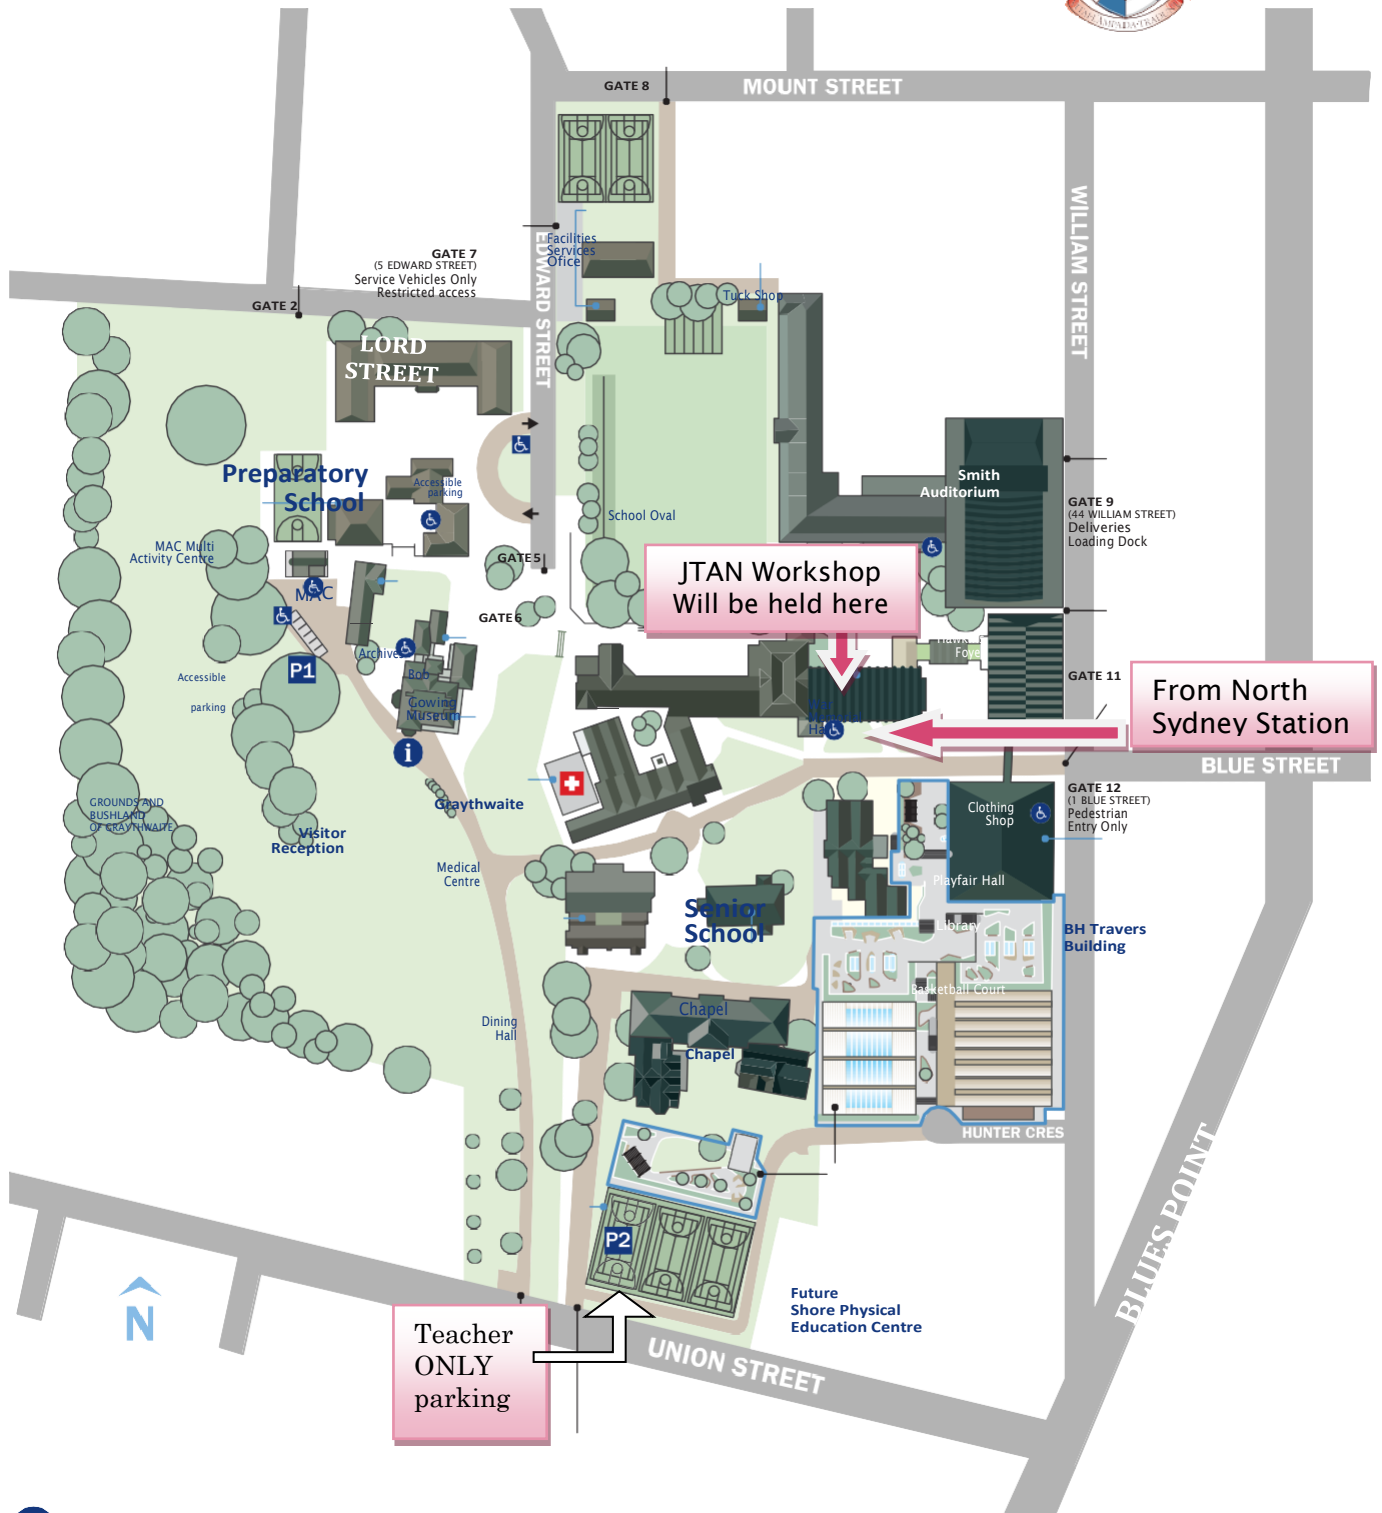 GATE 8
MOUNT STREET
WILLIAM STREET
EDWARD STREET
Facilities
Services
Ofice
GATE 7
(5 EDWARD STREET)
Service Vehicles Only
Restricted access
GATE 2
Tuck Shop
LORD
STREET
Preparatory
School
Accessible
parking
Smith
Auditorium
GATE 9
(44 WILLIAM STREET)
Deliveries
Loading Dock
School Oval
MAC Multi
Activity Centre
GATE 5
JTAN Workshop
Will be held here
MAC
GATE 6
Archives
Foye
P1
Bob
Gowing
Museum
Accessible
parking
GATE 11
From North
Sydney Station
i
BLUE STREET
GATE 12
(1 BLUE STREET)
Pedestrian
Entry Only
Clothing
Shop
GROUNDS AND
BUSHLAND
OF GRAYTHWAITE
Graythwaite
Visitor
Reception
Medical
Centre
Playfair Hall
Senior
School
Library
BH Travers
Building
Basketball Court
Dining
Hall
Chapel
Chapel
HUNTER CRES
BLUES POINT
P2
N
Future
Shore Physical
Education Centre
Teacher
ONLY
parking
UNION STREET